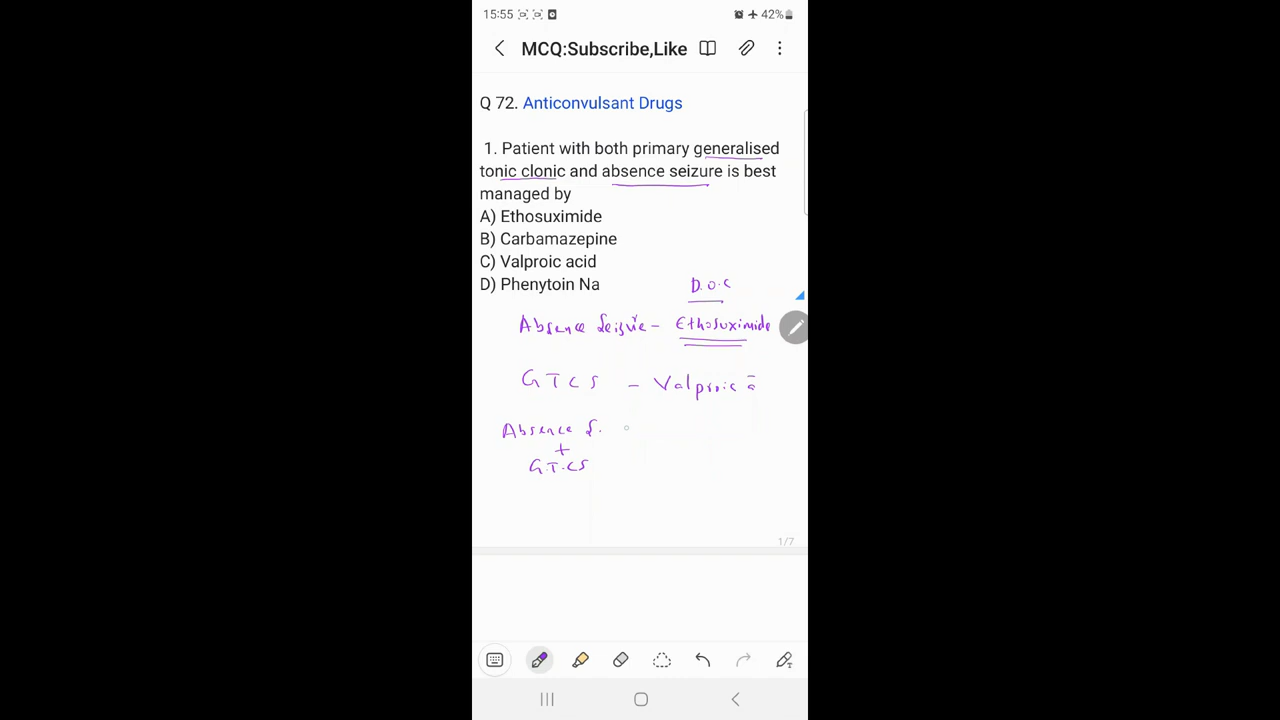 15:55 42%
MCQ:Subscribe,Like
Q 72. Anticonvulsant Drugs
1. Patient with both primary generalised
tonic clonic and absence seizure is best
managed by
A) Ethosuximide
B) Carbamazepine
C) Valproic acid
D) Phenytoin Na
D.O.C
Absence Seizure - Ethosuximide
GTCS - Valproic a
Absence S.
+
G.T.CS
1/7